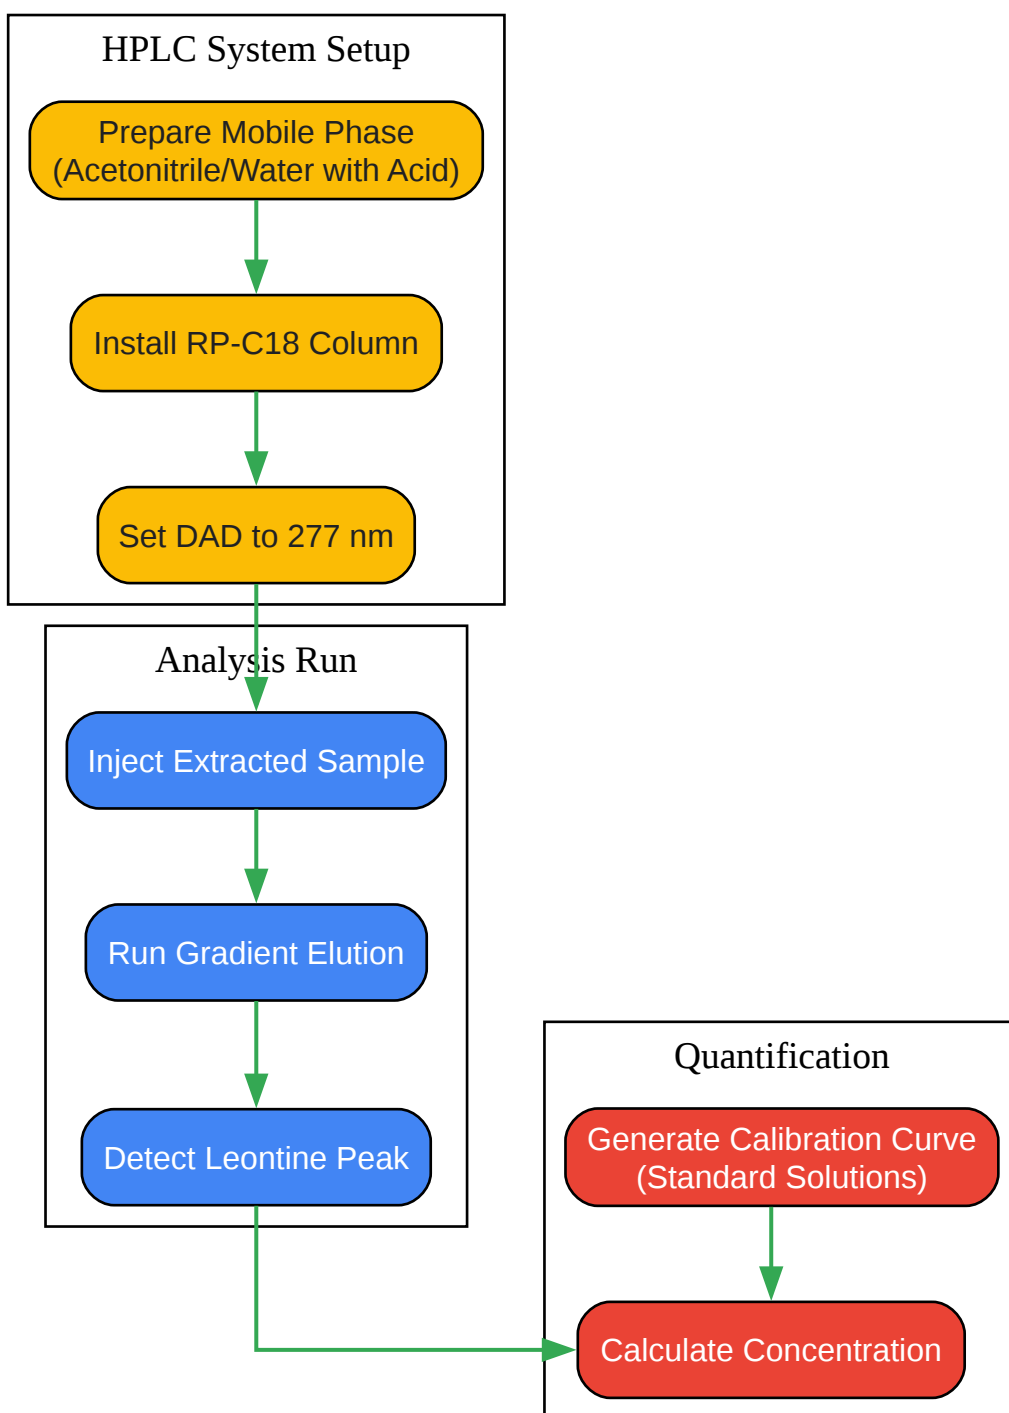 HPLC System Setup
Prepare Mobile Phase
(Acetonitrile/Water with Acid)
Install RP-C18 Column
Set DAD to 277 nm
Analysis Run
Inject Extracted Sample
Run Gradient Elution
Detect Leontine Peak
Quantification
Generate Calibration Curve
(Standard Solutions)
Calculate Concentration